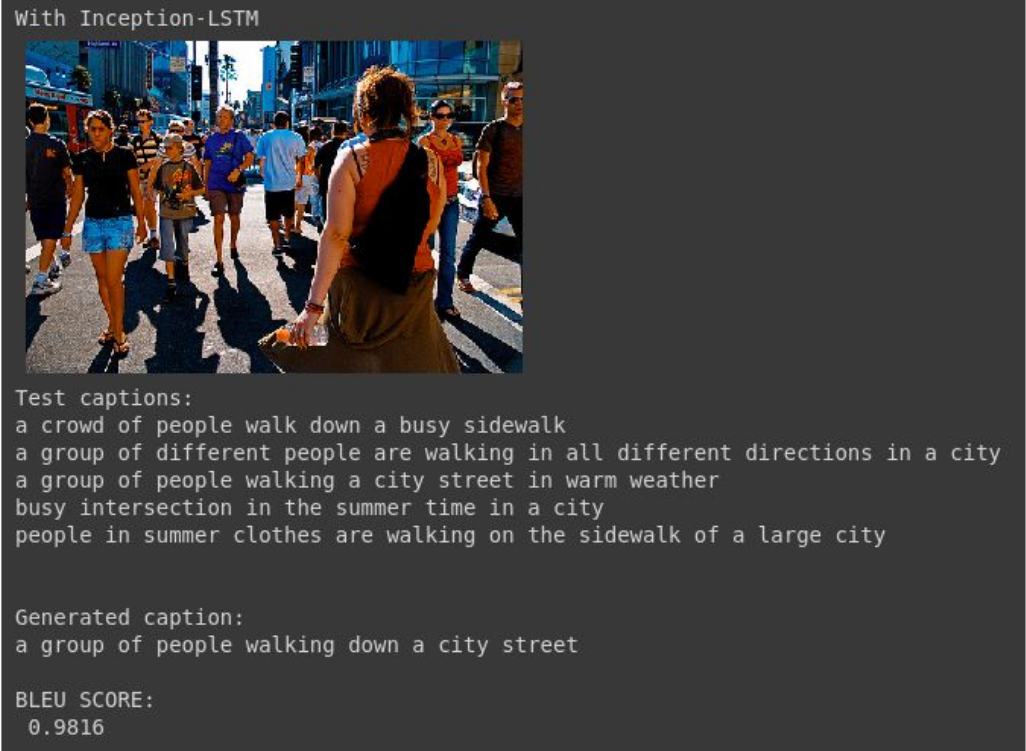 With Inception-LSTM
Test captions:
a crowd of people walk down a busy sidewalk
a group of different people are walking in all different directions in a city
a group of people walking a city street in warm weather
busy intersection in the summer time in a city
people in summer clothes are walking on the sidewalk of a large city
Generated caption:
a group of people walking down a city street
BLEU SCORE:
0.9816